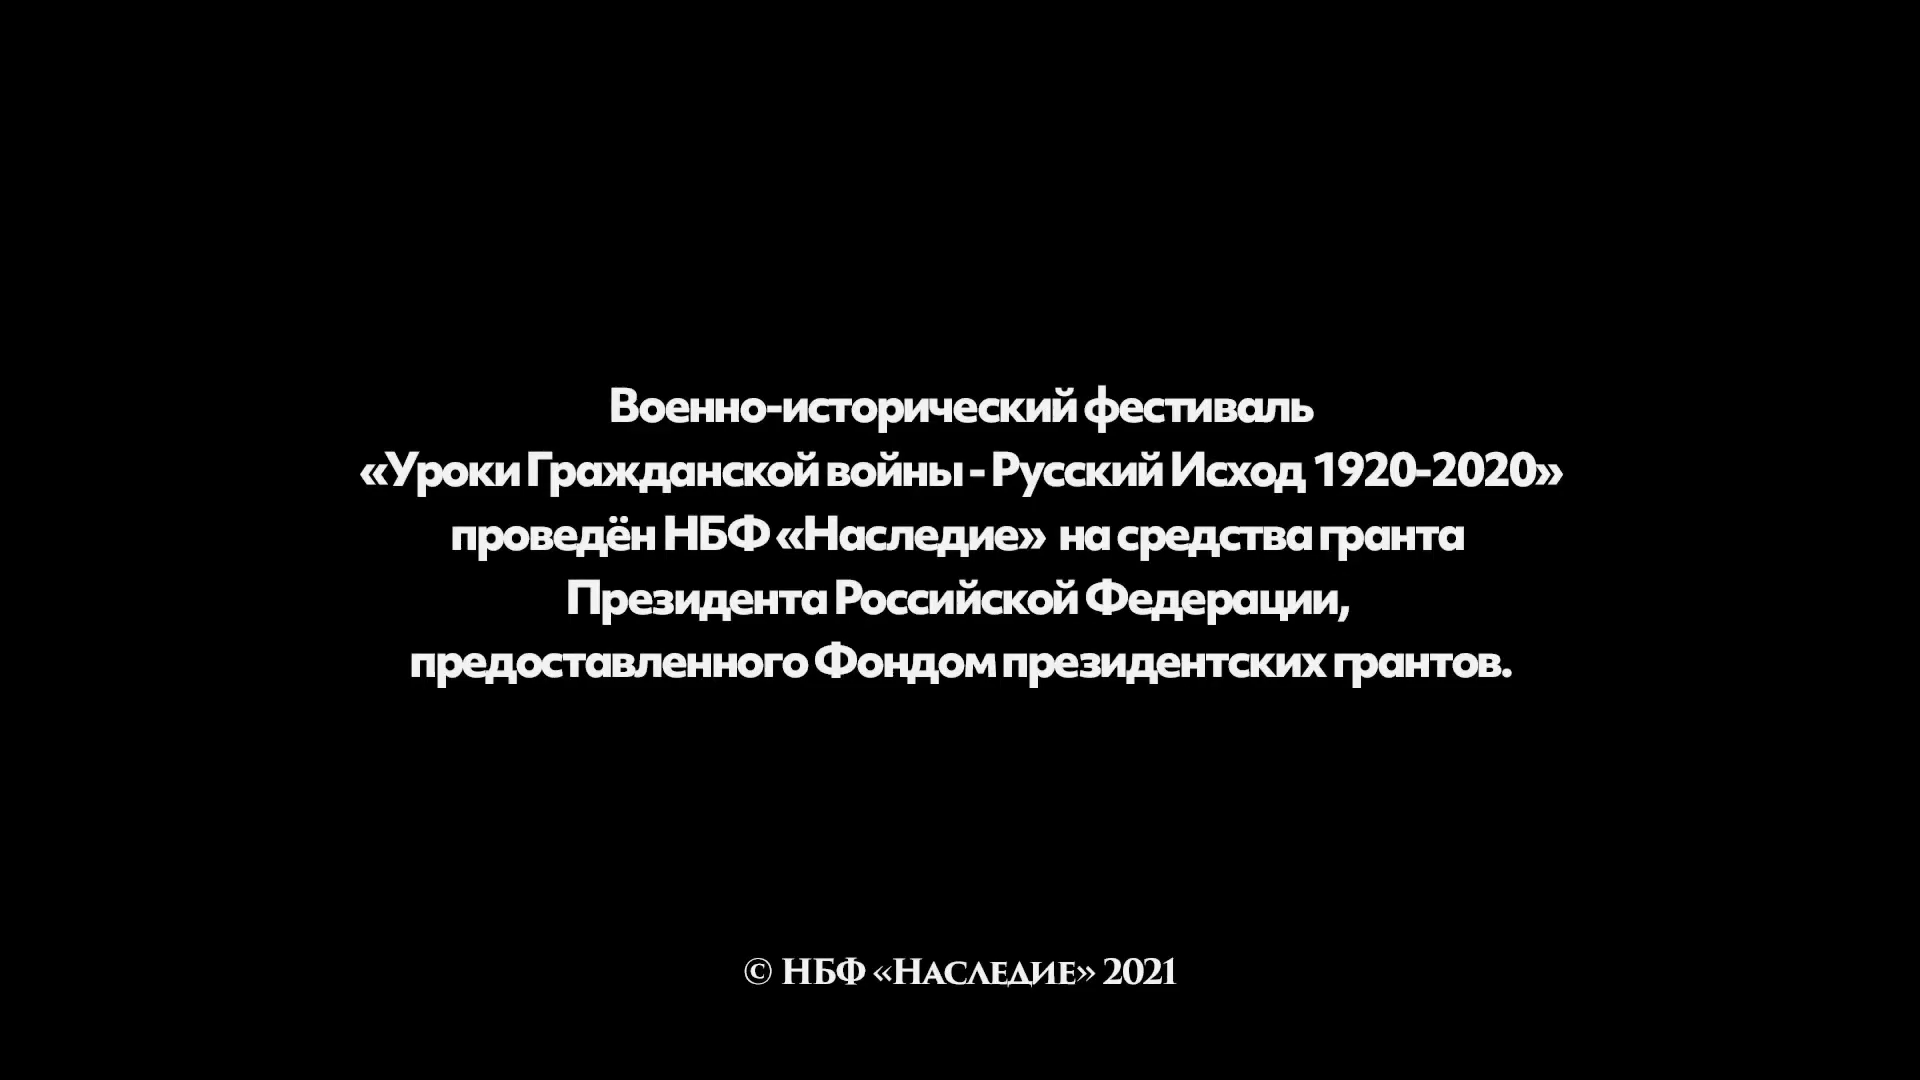 Военно-исторический фестиваль
«Уроки Гражданской войны - Русский Исход 1920-2020»
проведён НБФ «Наследие» на средства гранта
Президента Российской Федерации,
предоставленного Фондом президентских грантов.
© НБФ «Наследие» 2021